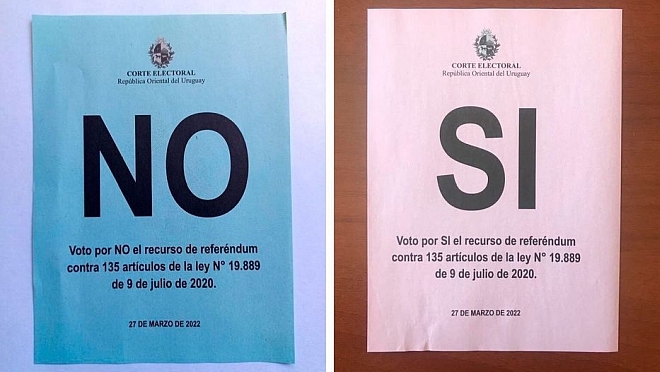 CORTE ELECTORAL
República Oriental del Uruguay
NO
Voto por NO el recurso de referéndum
contra 135 artículos de la ley N° 19.889
de 9 de julio de 2020.
27 DE MARZO DE 2022
CORTE ELECTORAL
República Oriental del Uruguay
SI
Voto por SI el recurso de referéndum
contra 135 artículos de la ley N° 19.889
de 9 de julio de 2020.
27 DE MARZO DE 2022